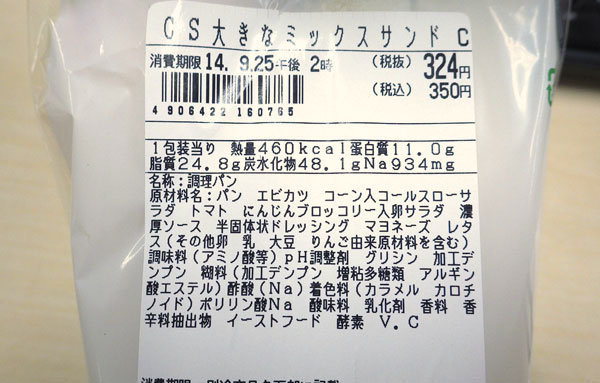 CS大きなミックスサンドC
消費期限 14. 9.25-午後 2時 (税抜) 324円
(税込) 350円
4 906422 160765
1包装当り 熱量460kcal蛋白質11.0g
脂質24.8g炭水化物48.1gNa934mg
名称:調理パン
原材料名:パン エビカツ コーン入コールスローサ
ラダ トマト にんじんブロッコリー入卵サラダ 濃
厚ソース 半固体状ドレッシング マヨネーズ レタ
ス(その他卵 乳 大豆 りんご由来原材料を含む)
調味料(アミノ酸等)pH調整剤 グリシン 加工デ
ンプン 糊料(加工デンプン 増粘多糖類 アルギン
酸エステル)酢酸(Na)着色料(カラメル カロチ
ノイド)ポリリン酸Na 酸味料 乳化剤 香料 香
辛料抽出物 イーストフード 酵素 V.C
消費期限